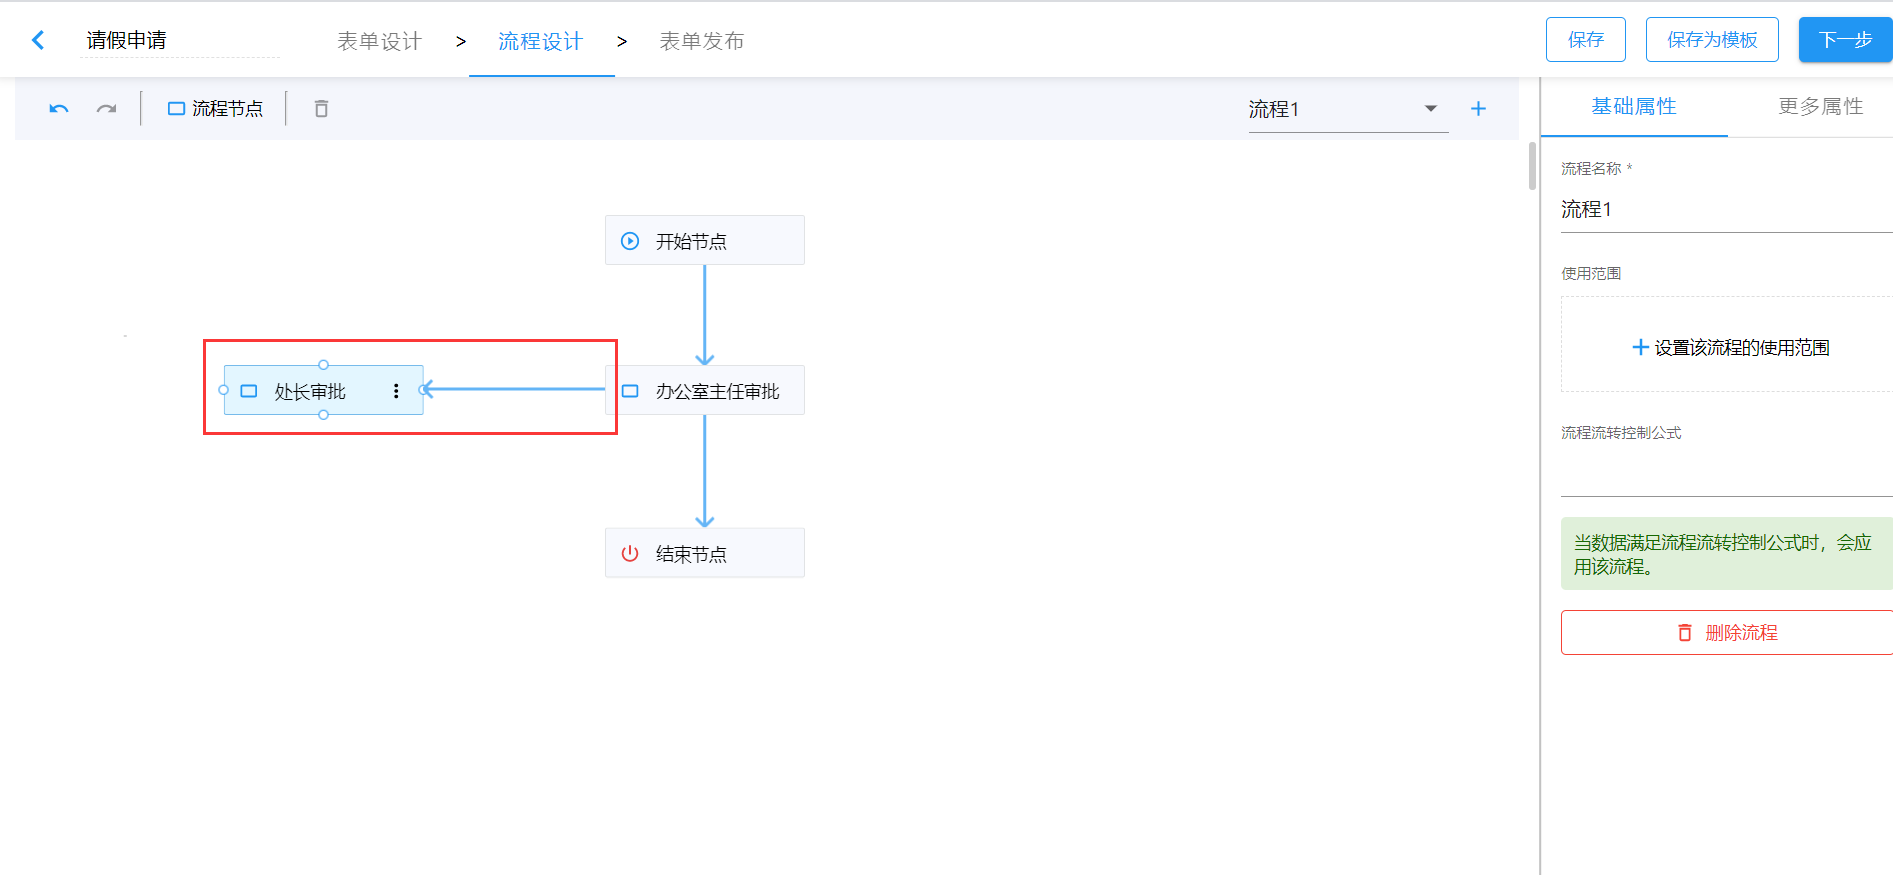 请假申请
表单设计 > 流程设计 > 表单发布
保存
保存为模板
下一步
流程节点
流程1
基础属性
更多属性
流程名称 *
流程1
使用范围
设置该流程的使用范围
流程流转控制公式
当数据满足流程流转控制公式时，会应
用该流程。
删除流程
开始节点
处长审批
办公室主任审批
结束节点